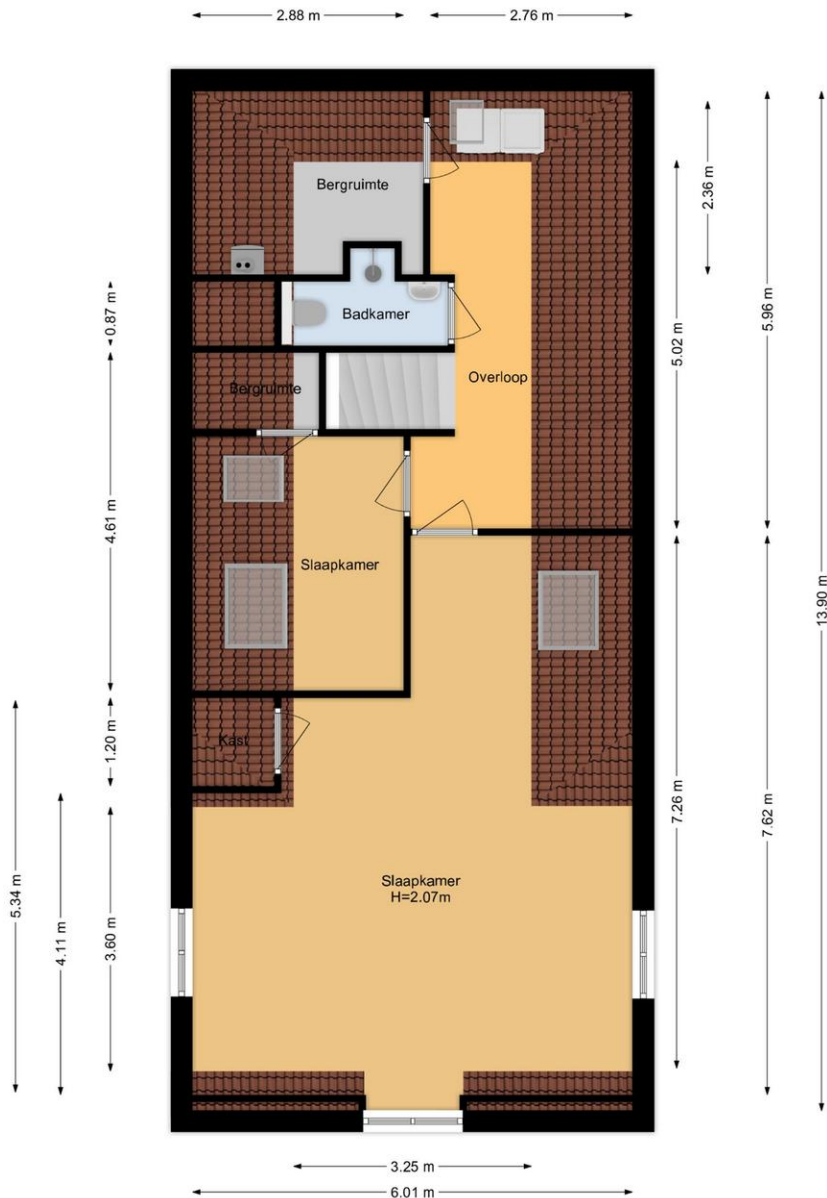 2.88 m
2.76 m
Bergruimte
2.36 m
0.87 m
Badkamer
5.96 m
5.02 m
Bergruimte
Overloop
4.61 m
Slaapkamer
13.90 m
1.20 m
Kast
7.26 m
7.62 m
Slaapkamer
H=2.07m
5.34 m
4.11 m
3.60 m
3.25 m
6.01 m